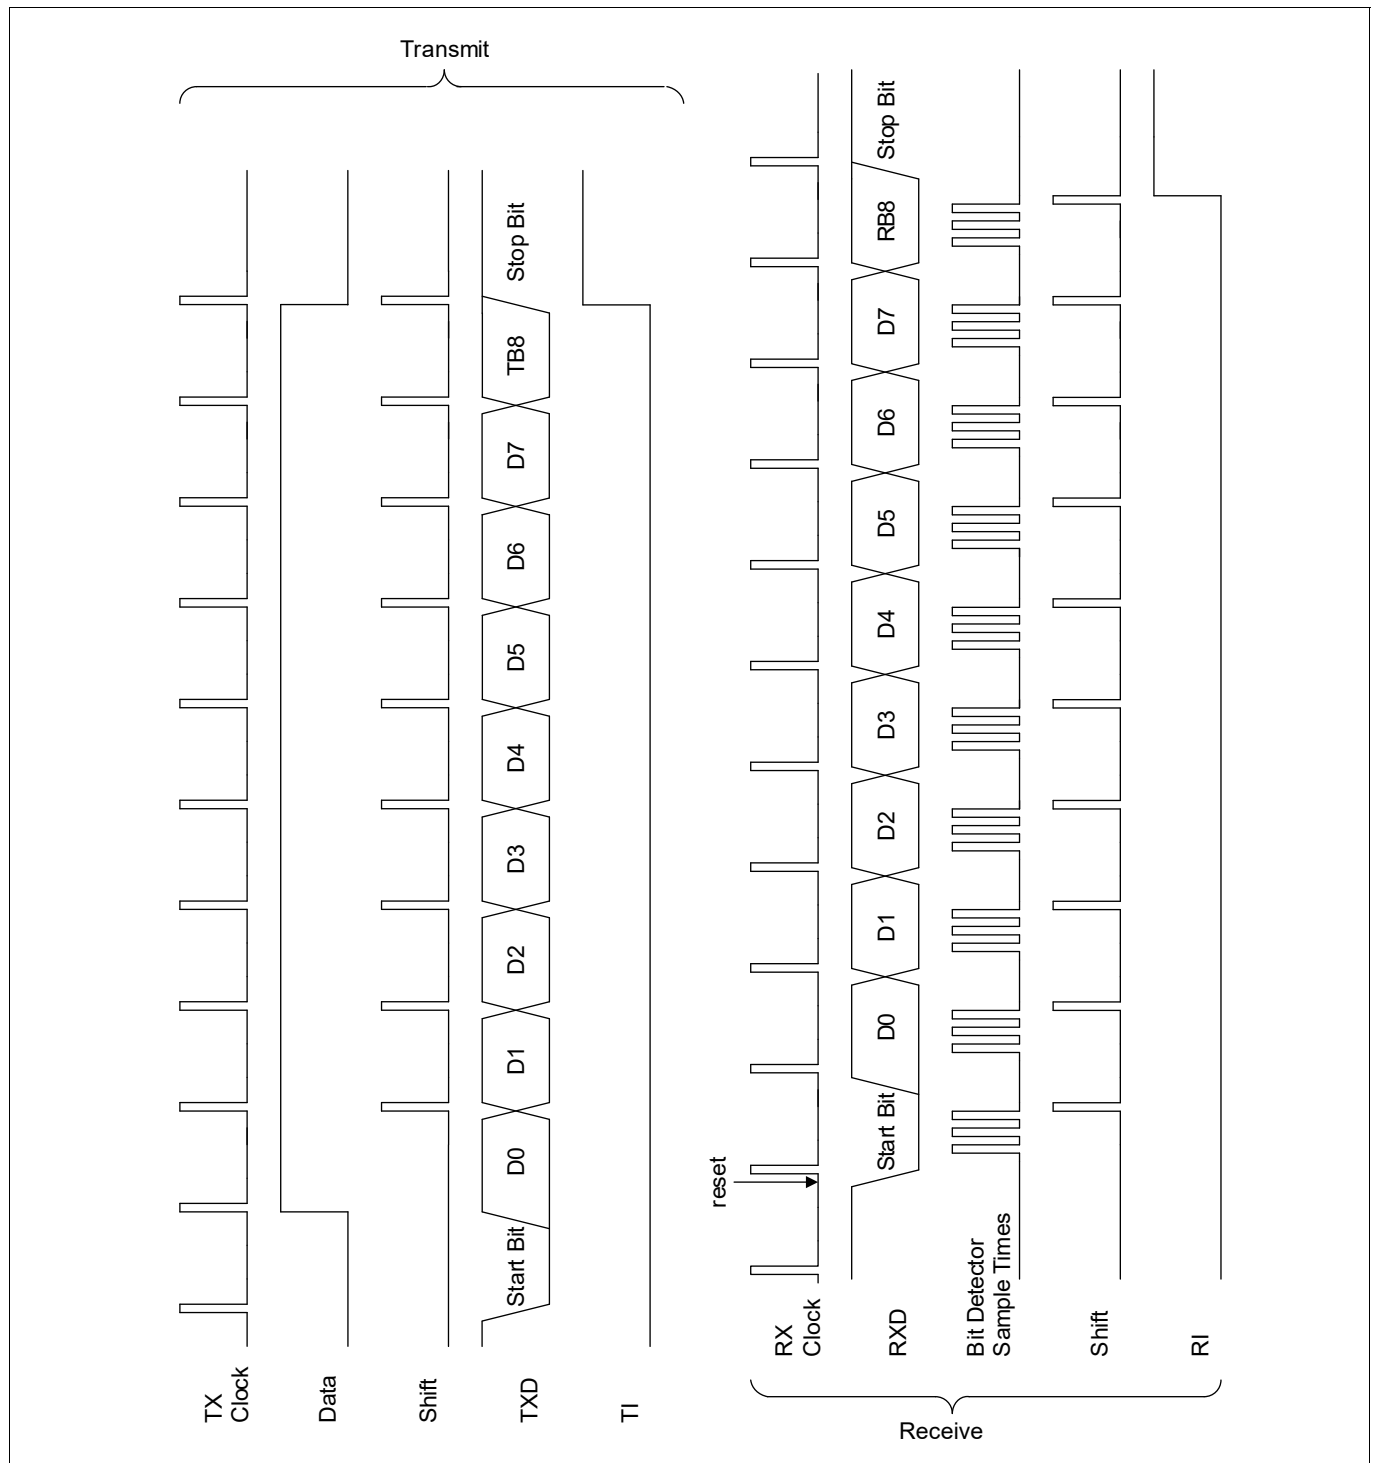 Transmit
TX
Clock
Data
Shift
TXD
TI
Start Bit
D0
D1
D2
D3
D4
D5
D6
D7
TB8
Stop Bit
RX
Clock
RXD
Bit Detector
Sample Times
Shift
RI
reset
Start Bit
D0
D1
D2
D3
D4
D5
D6
D7
RB8
Stop Bit
Receive